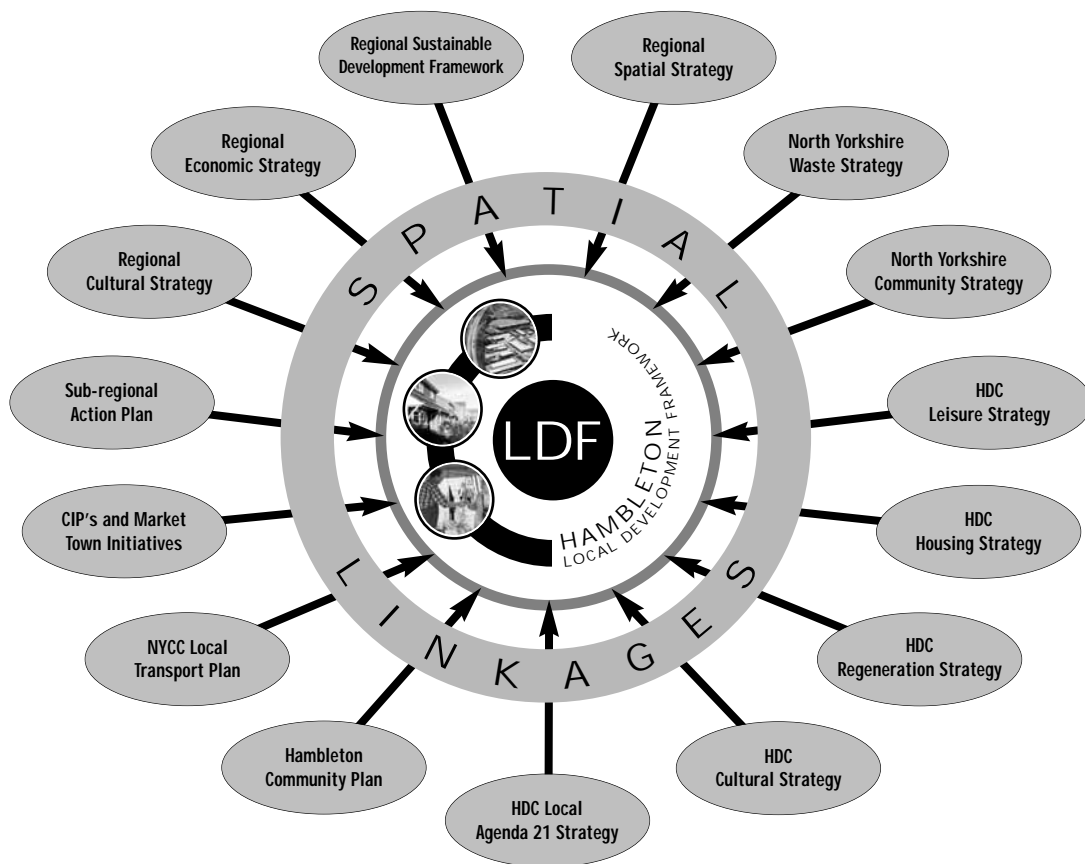 Regional Sustainable
Development Framework
Regional
Spatial Strategy
North Yorkshire
Waste Strategy
North Yorkshire
Community Strategy
HDC
Leisure Strategy
HDC
Housing Strategy
HDC
Regeneration Strategy
HDC
Cultural Strategy
HDC Local
Agenda 21 Strategy
Hambleton
Community Plan
NYCC Local
Transport Plan
CIP's and Market
Town Initiatives
Sub-regional
Action Plan
Regional
Cultural Strategy
Regional
Economic Strategy
SPATIAL
LINKAGES
LDF
HAMBLETON
LOCAL DEVELOPMENT FRAMEWORK